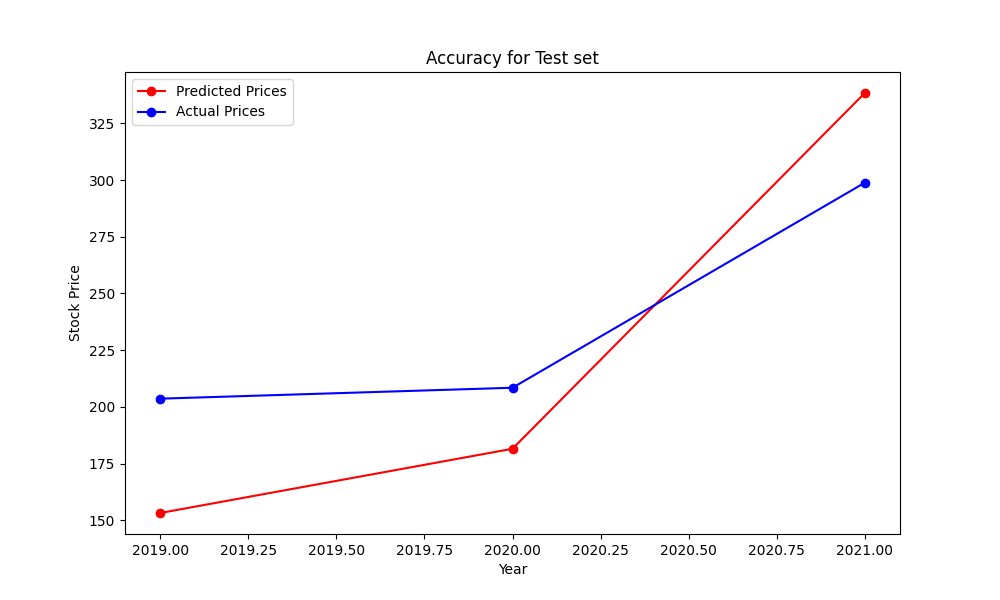 Accuracy for Test set
Predicted Prices
Actual Prices
Stock Price
325
300
275
250
225
200
175
150
2019.00 2019.25 2019.50 2019.75 2020.00 2020.25 2020.50 2020.75 2021.00
Year